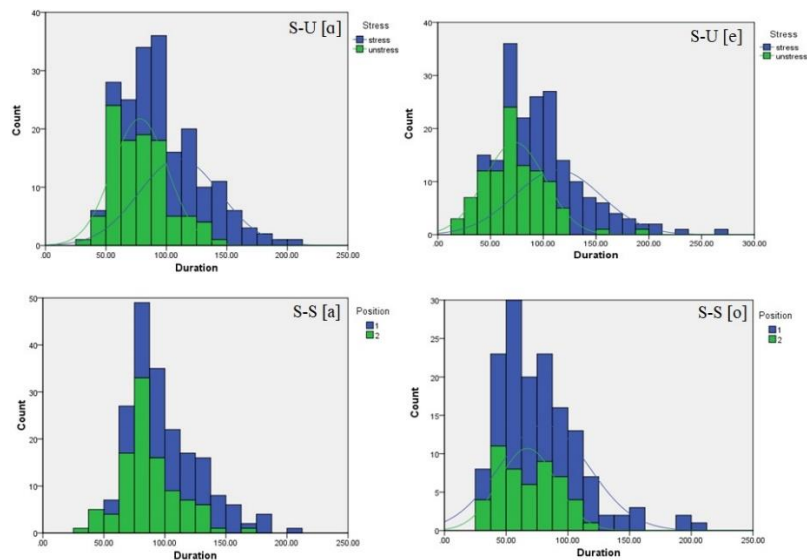 S-U [ɑ]
Stress
stress
unstress
40
30
20
10
0
Count
.00 50.00 100.00 150.00 200.00 250.00
Duration
S-U [e]
Stress
stress
unstress
40
30
20
10
0
Count
.00 50.00 100.00 150.00 200.00 250.00 300.00
Duration
S-S [a]
Position
1
2
50
40
30
20
10
0
Count
.00 50.00 100.00 150.00 200.00 250.00
Duration
S-S [o]
Position
1
2
30
25
20
15
10
5
0
Count
.00 50.00 100.00 150.00 200.00 250.00
Duration